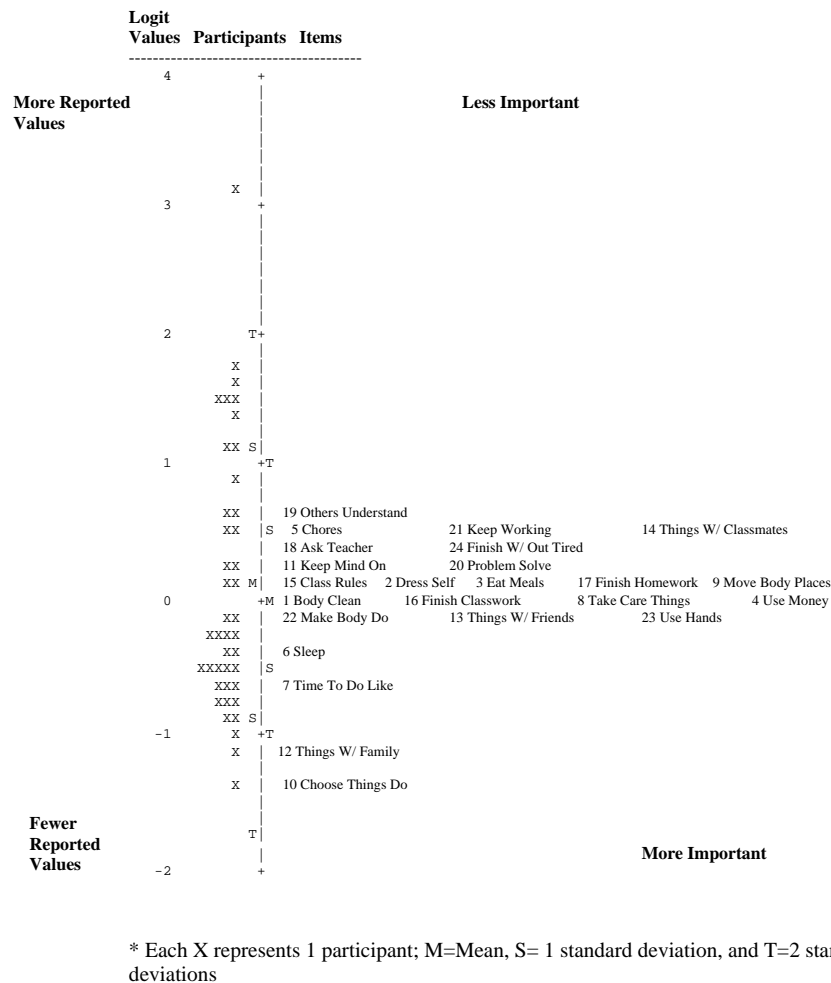 Logit
Values Participants Items
---------------------------------------
4 +
More Reported Less Important
Values
X
3 +
2 T+
X
X
XXX
X
XX S|
1 +T
X
XX | 19 Others Understand
XX |S 5 Chores 21 Keep Working 14 Things W/ Classmates
18 Ask Teacher 24 Finish W/ Out Tired
XX | 11 Keep Mind On 20 Problem Solve
XX M| 15 Class Rules 2 Dress Self 3 Eat Meals 17 Finish Homework 9 Move Body Places
0 +M 1 Body Clean 16 Finish Classwork 8 Take Care Things 4 Use Money
XX | 22 Make Body Do 13 Things W/ Friends 23 Use Hands
XXXX |
XX | 6 Sleep
XXXXX |S
XXX | 7 Time To Do Like
XXX |
XX S|
-1 X +T
X | 12 Things W/ Family
X | 10 Choose Things Do
Fewer
Reported T|
Values More Important
-2 +
* Each X represents 1 participant; M=Mean, S= 1 standard deviation, and T=2 sta
deviations